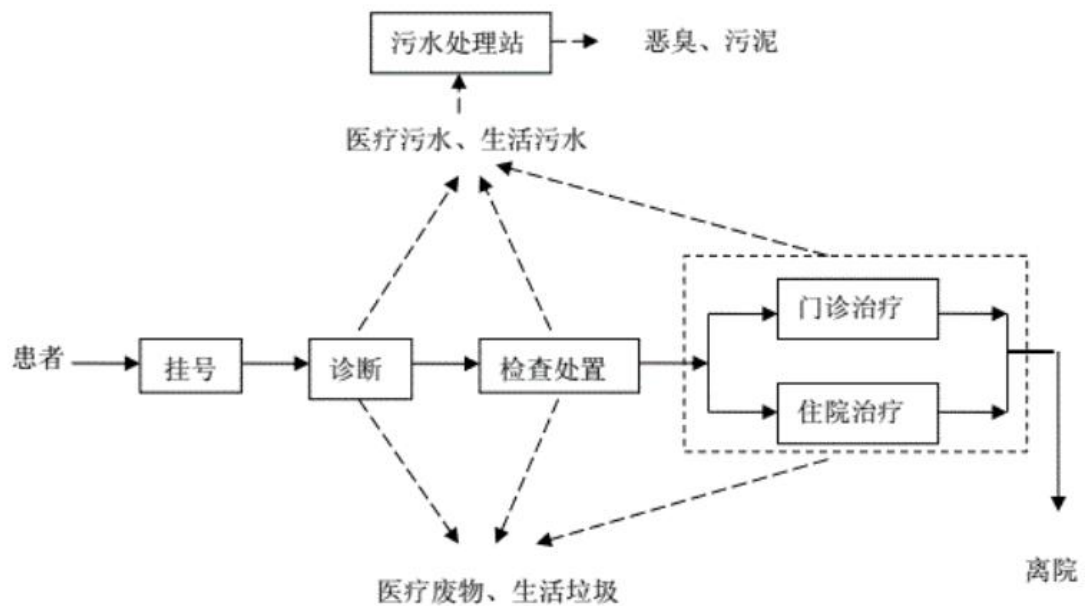 污水处理站
恶臭、污泥
医疗污水、生活污水
门诊治疗
患者
挂号
诊断
检查处置
住院治疗
离院
医疗废物、生活垃圾